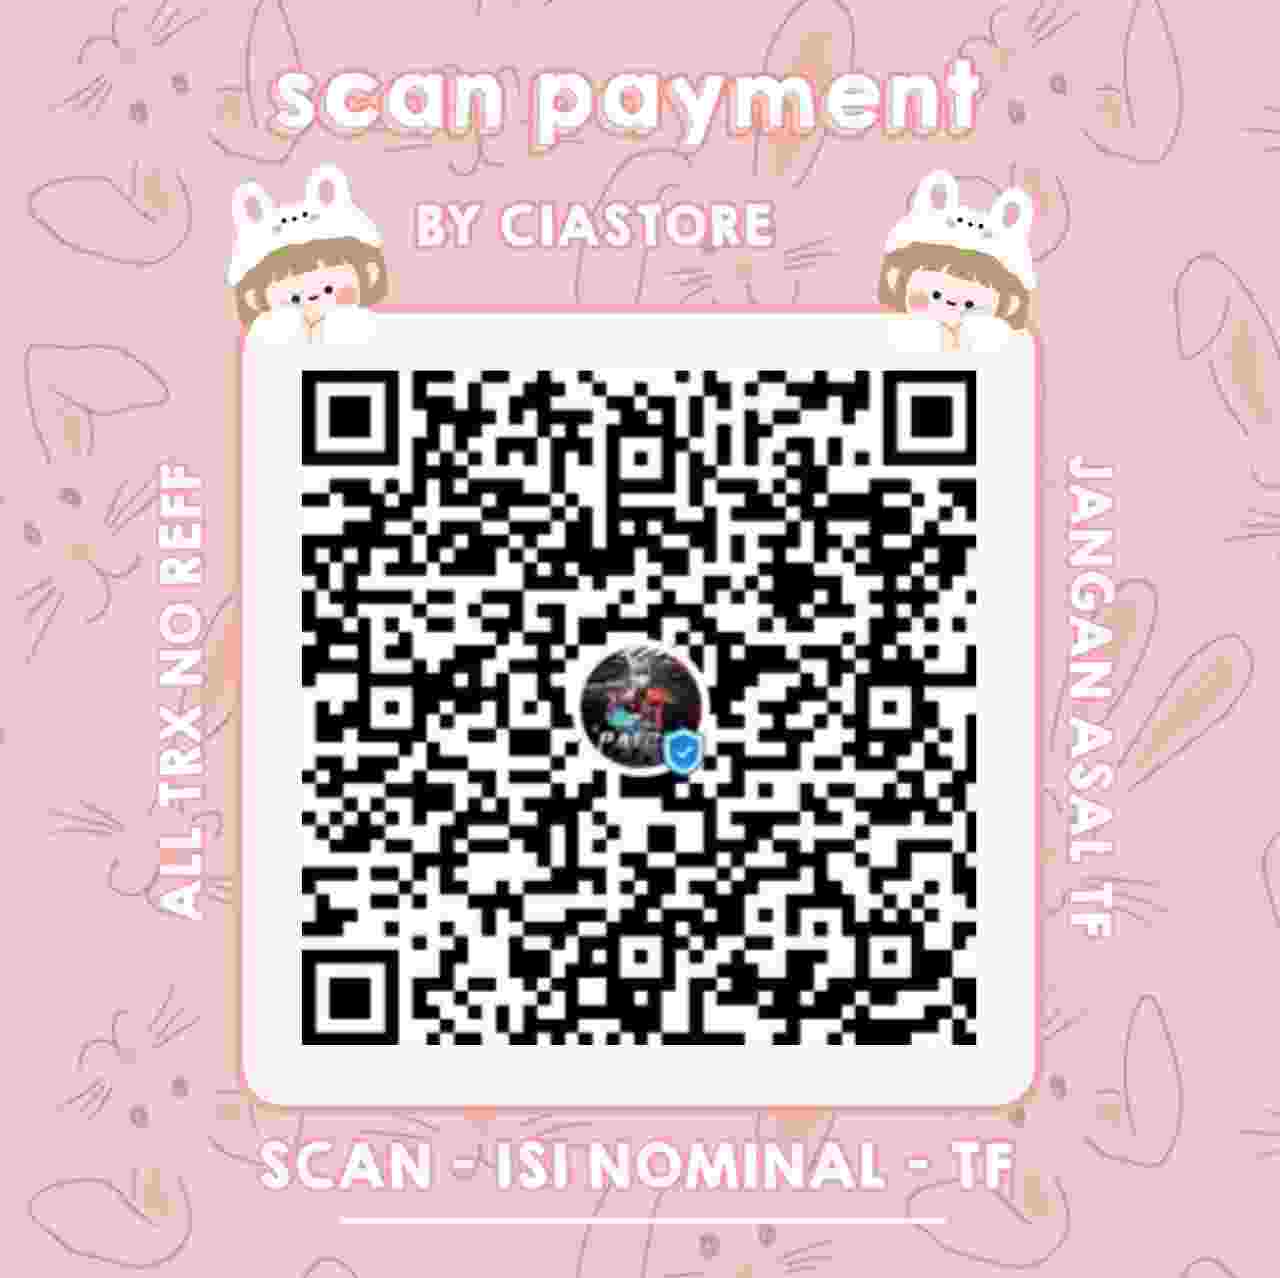 scan payment
BY CIASTORE
ALL TRX NO REFF
JANGAN ASAL TF
SCAN - ISI NOMINAL - TF